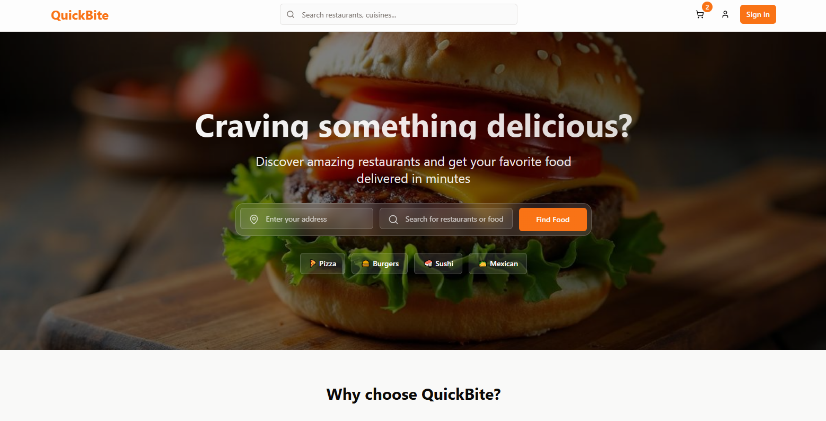 QuickBite
Search restaurants, cuisines...
2
Sign In
Craving something delicious?
Discover amazing restaurants and get your favorite food
delivered in minutes
Enter your address
Search for restaurants or food
Find Food
🍕 Pizza
🍔 Burgers
🍣 Sushi
🌮 Mexican
Why choose QuickBite?